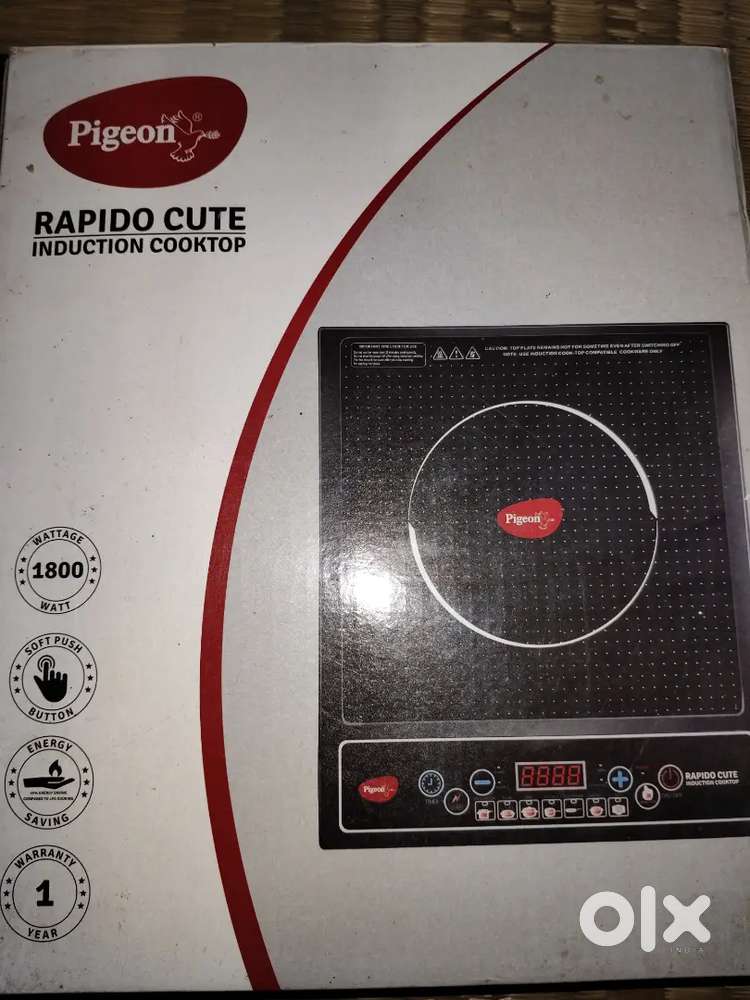 Pigeon®
RAPIDO CUTE
INDUCTION COOKTOP
CAUTION: TOP PLATE REMAINS HOT FOR SOMETIME EVEN AFTER SWITCHING OFF
NOTE: USE INDUCTION COOK-TOP COMPATIBLE COOKWARE ONLY
Pigeon
WATTAGE
1800
WATT
SOFT PUSH
BUTTON
ENERGY
SAVING
WARRANTY
1
YEAR
Pigeon
TIMER
8888
RAPIDO CUTE
INDUCTION COOKTOP
olx
INDIA